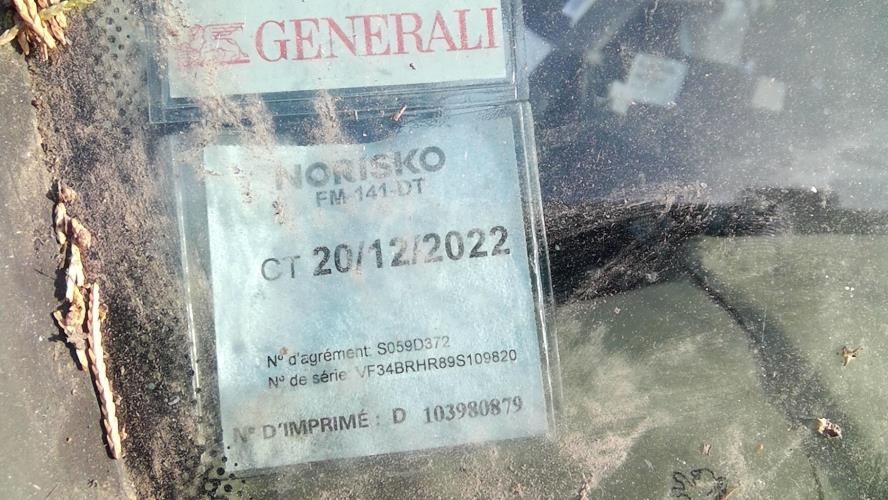 GENERALI
NORISKO
FM-141-DT
CT 20/12/2022
N° d'agrément: S059D372
N° de série: VF34BRHR89S109820
N° D'IMPRIMÉ : D 103980879